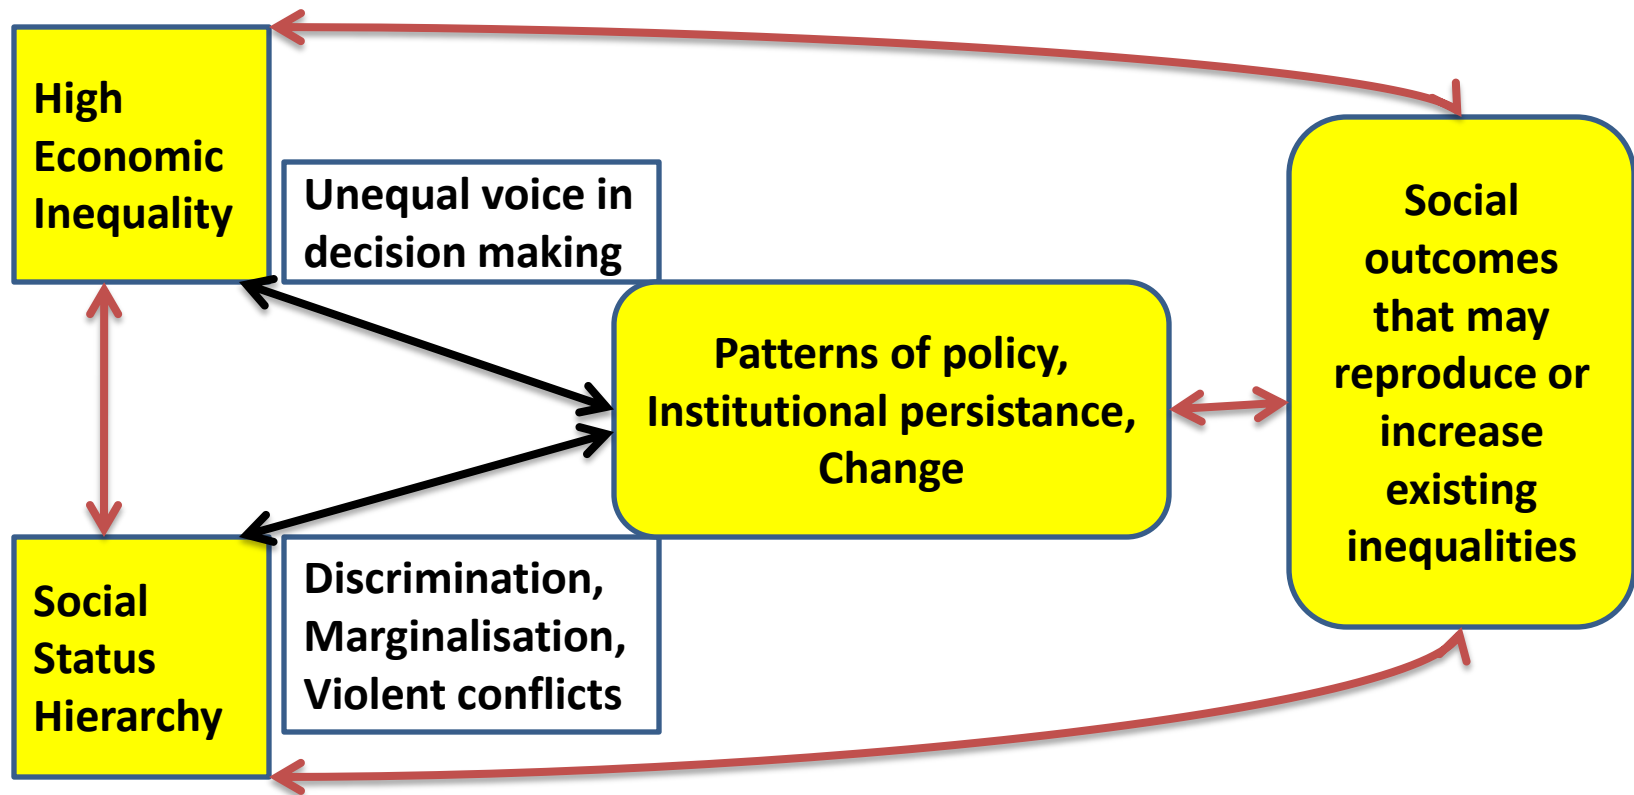 High
Economic
Inequality
Unequal voice in
decision making
Patterns of policy,
Institutional persistance,
Change
Social
outcomes
that may
reproduce or
increase
existing
inequalities
Social
Status
Hierarchy
Discrimination,
Marginalisation,
Violent conflicts